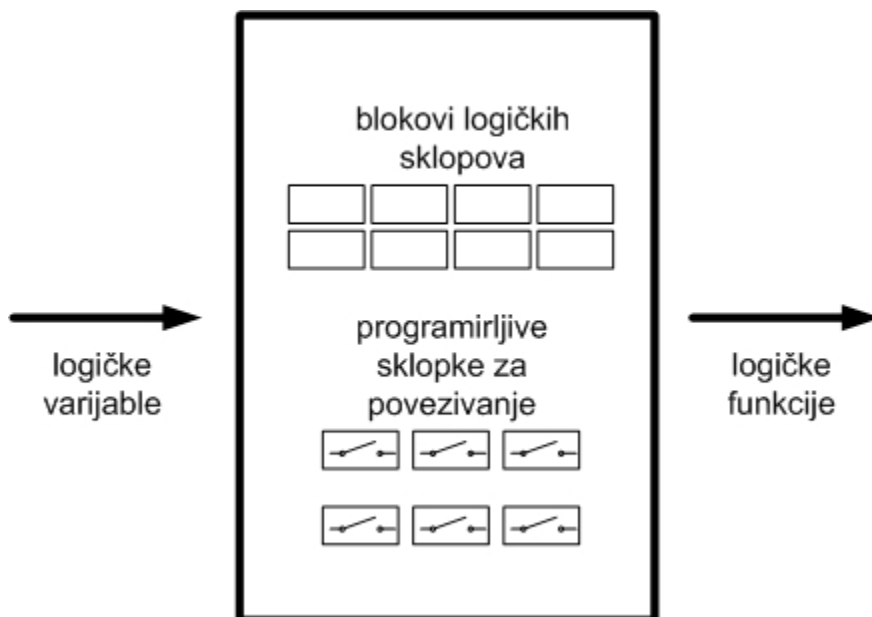 blokovi logičkih
sklopova
logičke
varijable
programirljive
sklopke za
povezivanje
logičke
funkcije